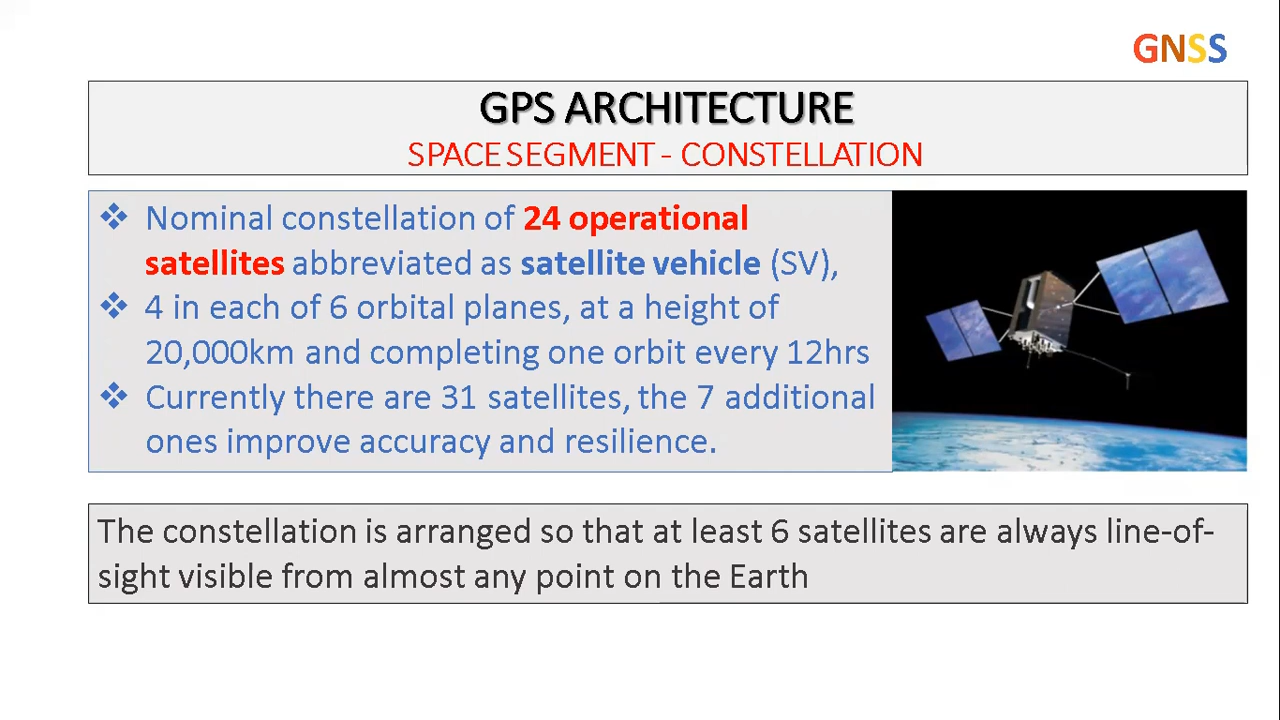 GNSS
GPS ARCHITECTURE
SPACE SEGMENT - CONSTELLATION
❖ Nominal constellation of 24 operational
satellites abbreviated as satellite vehicle (SV),
❖ 4 in each of 6 orbital planes, at a height of
20,000km and completing one orbit every 12hrs
❖ Currently there are 31 satellites, the 7 additional
ones improve accuracy and resilience.
The constellation is arranged so that at least 6 satellites are always line-of-
sight visible from almost any point on the Earth